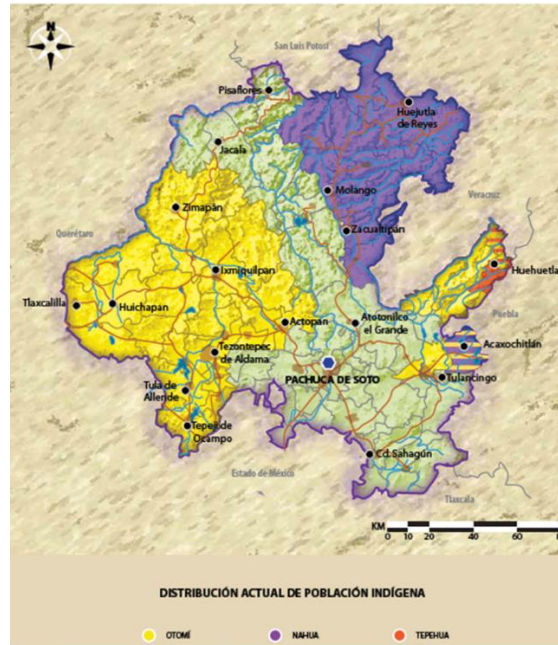 N
San Luis Potosí
Pisaflores
Huejutla
de Reyes
Jacala
Molango
Veracruz
Zimapán
Querétaro
Zacualtipán
Ixmiquilpan
Huehuetla
Tlaxcalilla
Huichapan
Puebla
Actopan
Atotonilco
el Grande
Acaxochitlán
Tezontepec
de Aldama
PACHUCA DE SOTO
Tulancingo
Tula de
Allende
Tepeji de
Ocampo
Cd. Sahagún
Estado de México
Tlaxcala
KM
0 10 20 40 60 80
DISTRIBUCIÓN ACTUAL DE POBLACIÓN INDÍGENA
OTOMÍ NAHUA TEPEHUA